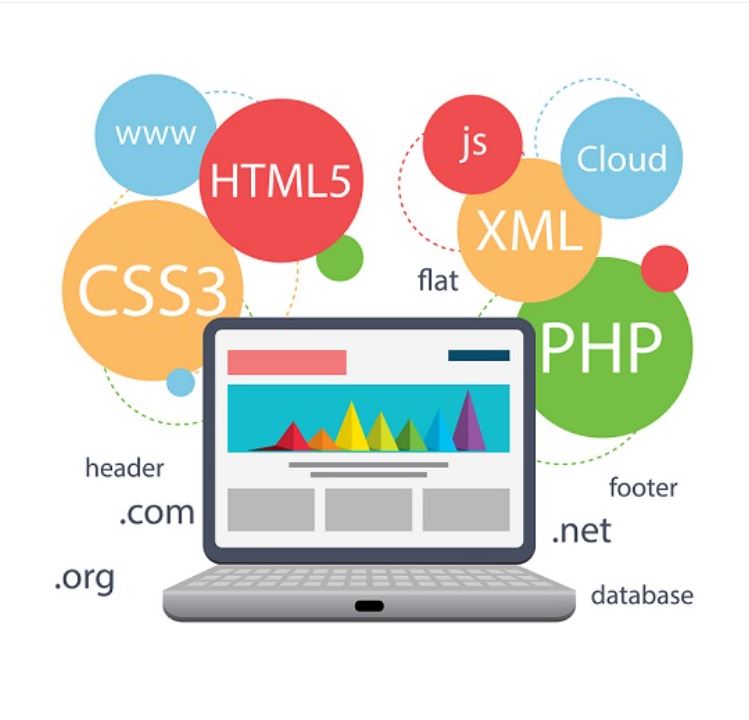 www
HTML5
js
Cloud
CSS3
XML
flat
PHP
header
footer
.com
.net
.org
database